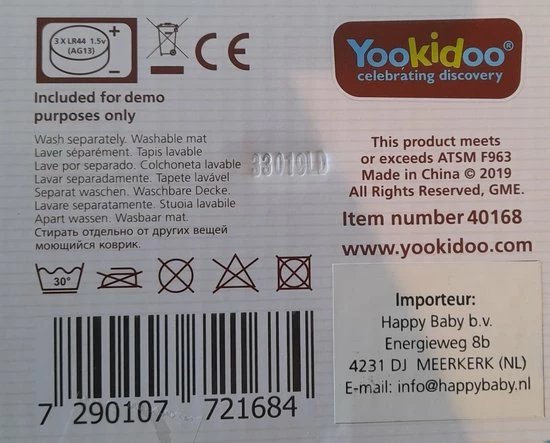 3 x LR44 1.5v
(AG13)
+
−
CE
Included for demo
purposes only
Wash separately. Washable mat
Laver séparément. Tapis lavable
Lave por separado. Colchoneta lavable
Lavar separadamente. Tapete lavável
Separat waschen. Waschbare Decke.
Lavare separatamente. Stuoia lavabile
Apart wassen. Wasbaar mat.
Стирать отдельно от других вещей
моющийся коврик.
33019LD
30°
7 290107 721684
Yookidoo®
celebrating discovery
This product meets
or exceeds ATSM F963
Made in China © 2019
All Rights Reserved, GME.
Item number 40168
www.yookidoo.com
Importeur:
Happy Baby b.v.
Energieweg 8b
4231 DJ MEERKERK (NL)
E-mail: info@happybaby.nl